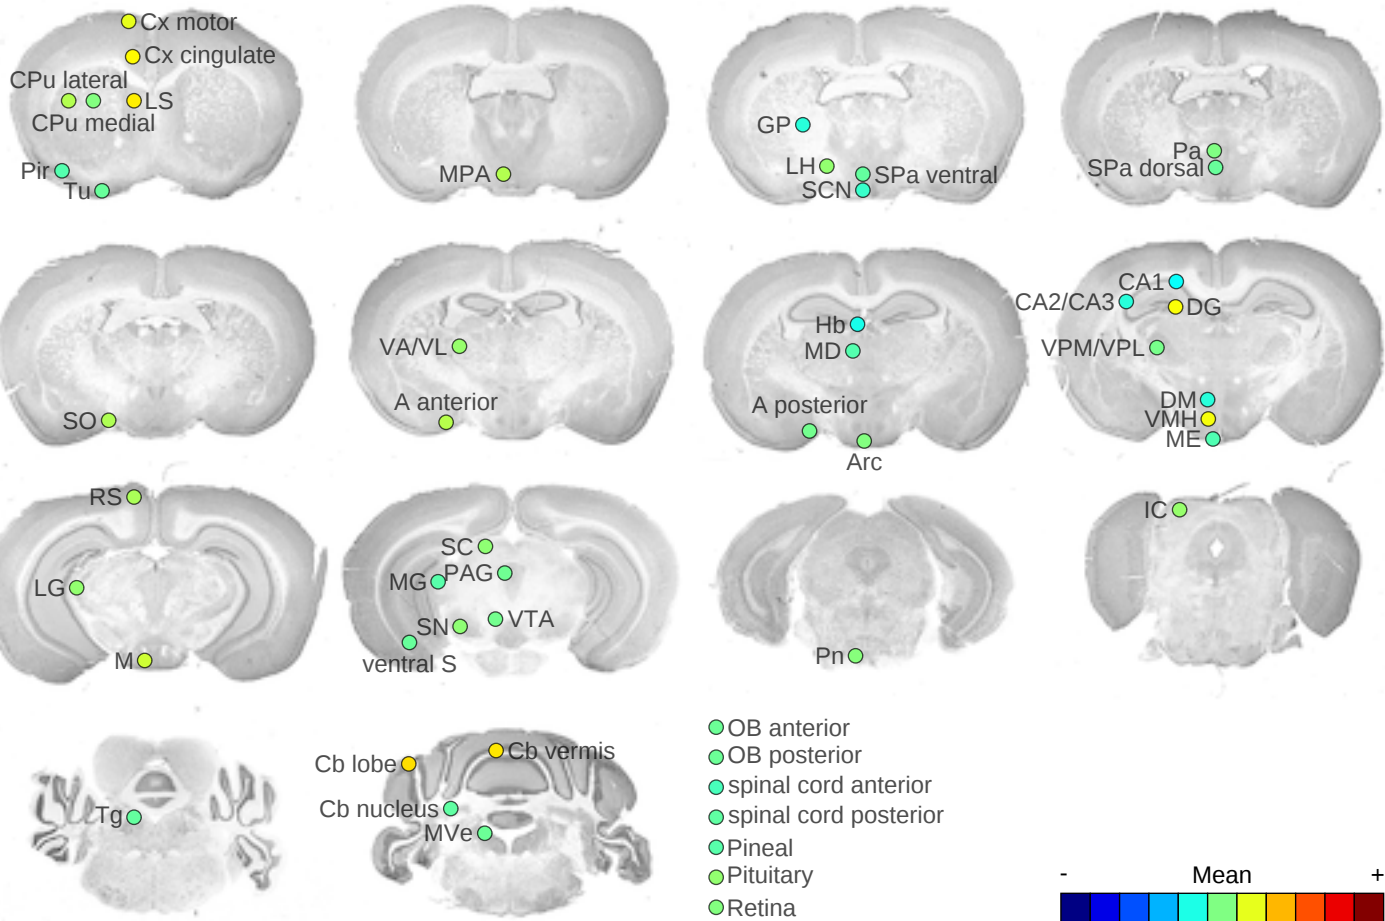 Cx motor
Cx cingulate
CPu lateral
LS
CPu medial
Pir
Tu
MPA
GP
LH
SPa ventral
SCN
Pa
SPa dorsal
SO
VA/VL
A anterior
Hb
MD
A posterior
Arc
CA1
CA2/CA3
DG
VPM/VPL
DM
VMH
ME
RS
LG
M
SC
MG
PAG
SN
VTA
ventral S
Pn
IC
Tg
Cb lobe
Cb vermis
Cb nucleus
MVe
OB anterior
OB posterior
spinal cord anterior
spinal cord posterior
Pineal
Pituitary
Retina
- Mean +